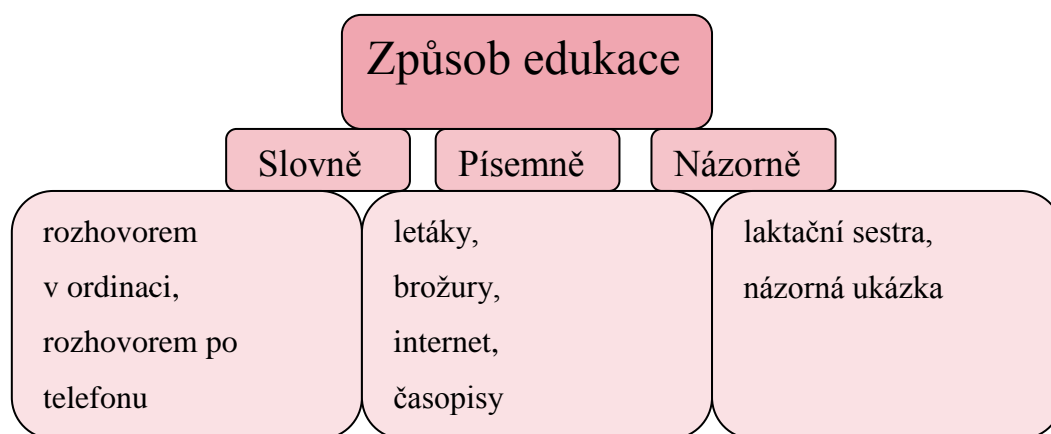 Způsob edukace
Slovně
Písemně
Názorně
rozhovorem
v ordinaci,
rozhovorem po
telefonu
letáky,
brožury,
internet,
časopisy
laktační sestra,
názorná ukázka